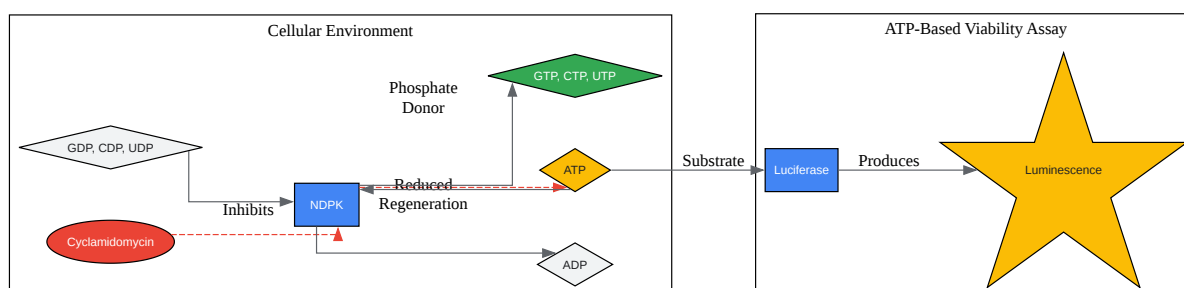 Cellular Environment
ATP-Based Viability Assay
GTP, CTP, UTP
Phosphate
Donor
GDP, CDP, UDP
ATP
Substrate
Luciferase
Produces
Luminescence
Reduced
Regeneration
NDPK
Inhibits
Cyclamidomycin
ADP